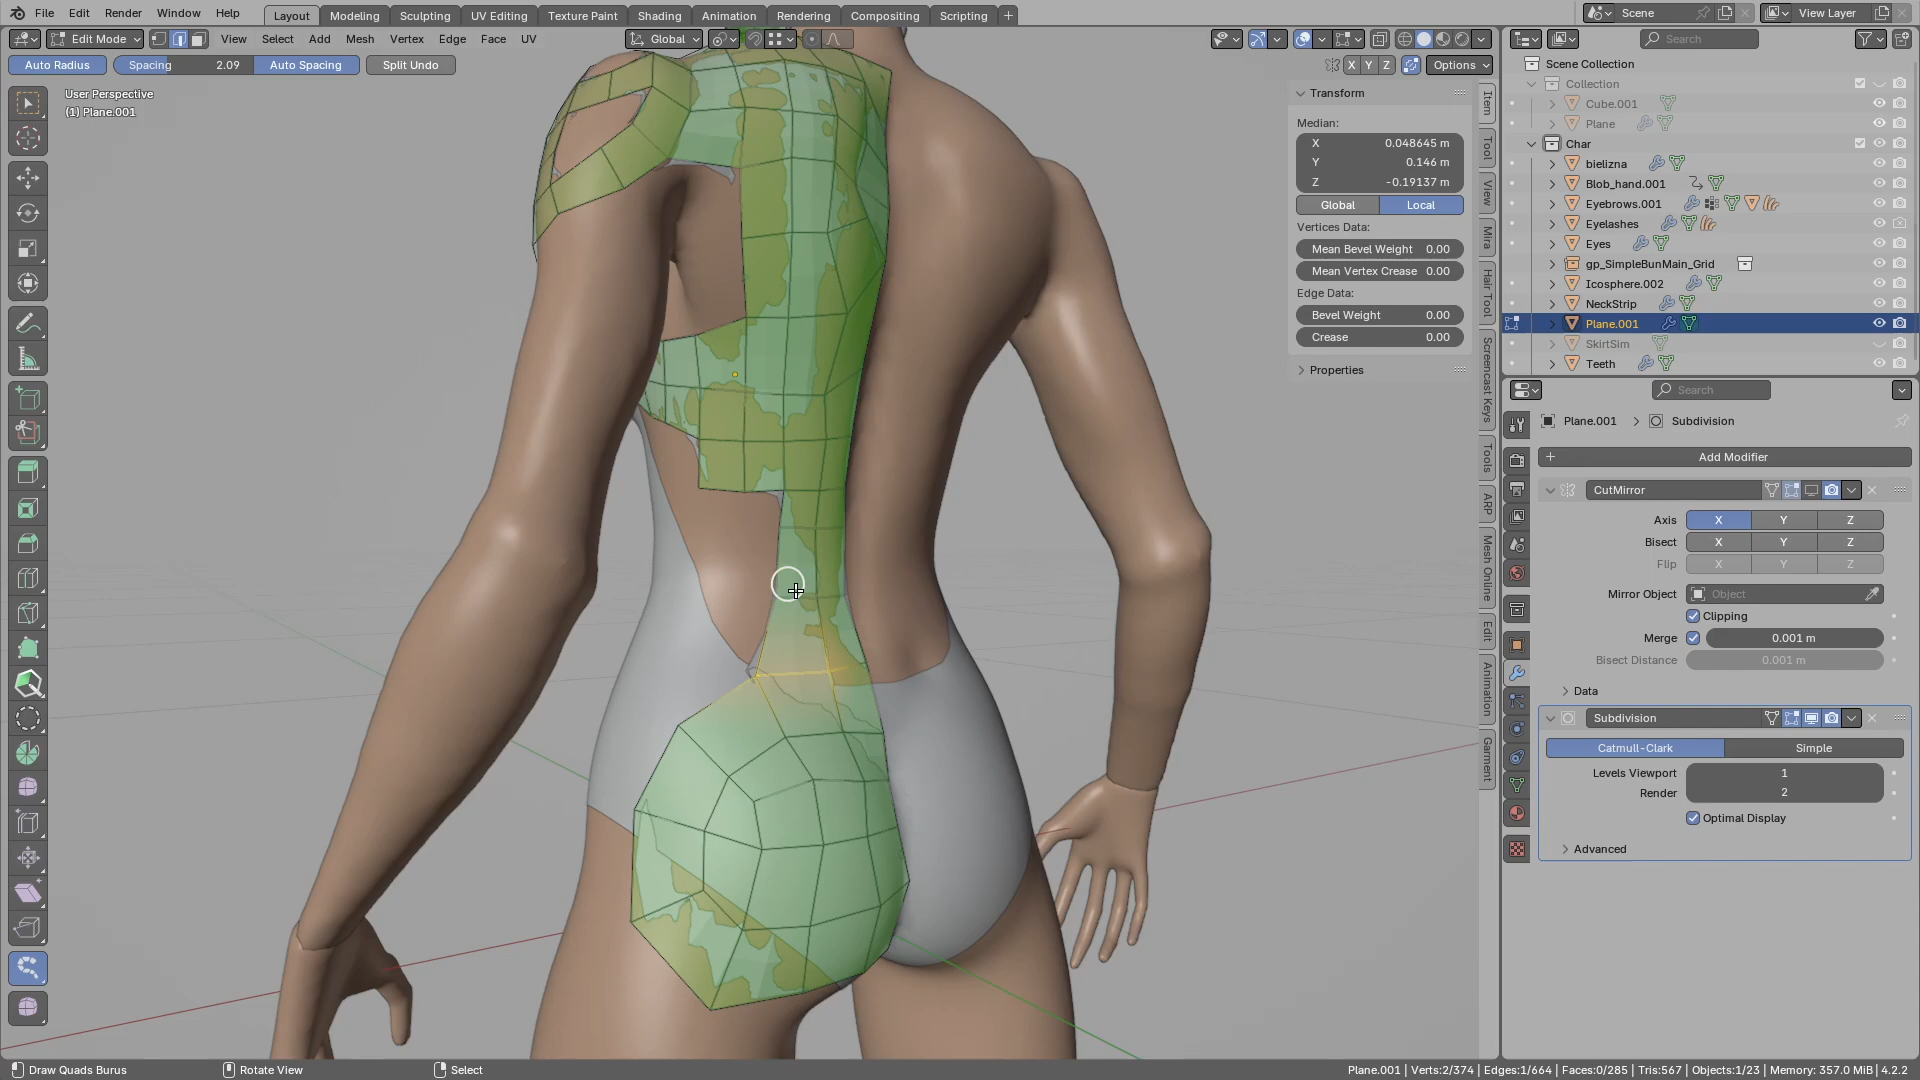 File Edit Render Window Help Layout Modeling Sculpting UV Editing Texture Paint Shading Animation Rendering Compositing Scripting + Scene View Layer
Edit Mode View Select Add Mesh Vertex Edge Face UV Global Search
Auto Radius Spacing 2.09 Auto Spacing Split Undo X Y Z Options
User Perspective
(1) Plane.001
Transform
Median:
X 0.048645 m
Y 0.146 m
Z -0.19137 m
Global Local
Vertices Data:
Mean Bevel Weight 0.00
Mean Vertex Crease 0.00
Edge Data:
Bevel Weight 0.00
Crease 0.00
Properties
Item
Tool
View
Mira
Hair Tool
Screencast Keys
Tools
ARP
Mesh Online
Edit
Animation
Garment
Scene Collection
Collection
Cube.001
Plane
Char
bielizna
Blob_hand.001
Eyebrows.001
Eyelashes
Eyes
gp_SimpleBunMain_Grid
Icosphere.002
NeckStrip
Plane.001
SkirtSim
Teeth
Search
Plane.001 Subdivision
+ Add Modifier
CutMirror
Axis X Y Z
Bisect X Y Z
Flip X Y Z
Mirror Object Object
Clipping
Merge 0.001 m
Bisect Distance 0.001 m
Data
Subdivision
Catmull-Clark Simple
Levels Viewport 1
Render 2
Optimal Display
Advanced
Draw Quads Burus Rotate View Select Plane.001 | Verts:2/374 | Edges:1/664 | Faces:0/285 | Tris:567 | Objects:1/23 | Memory: 357.0 MiB | 4.2.2